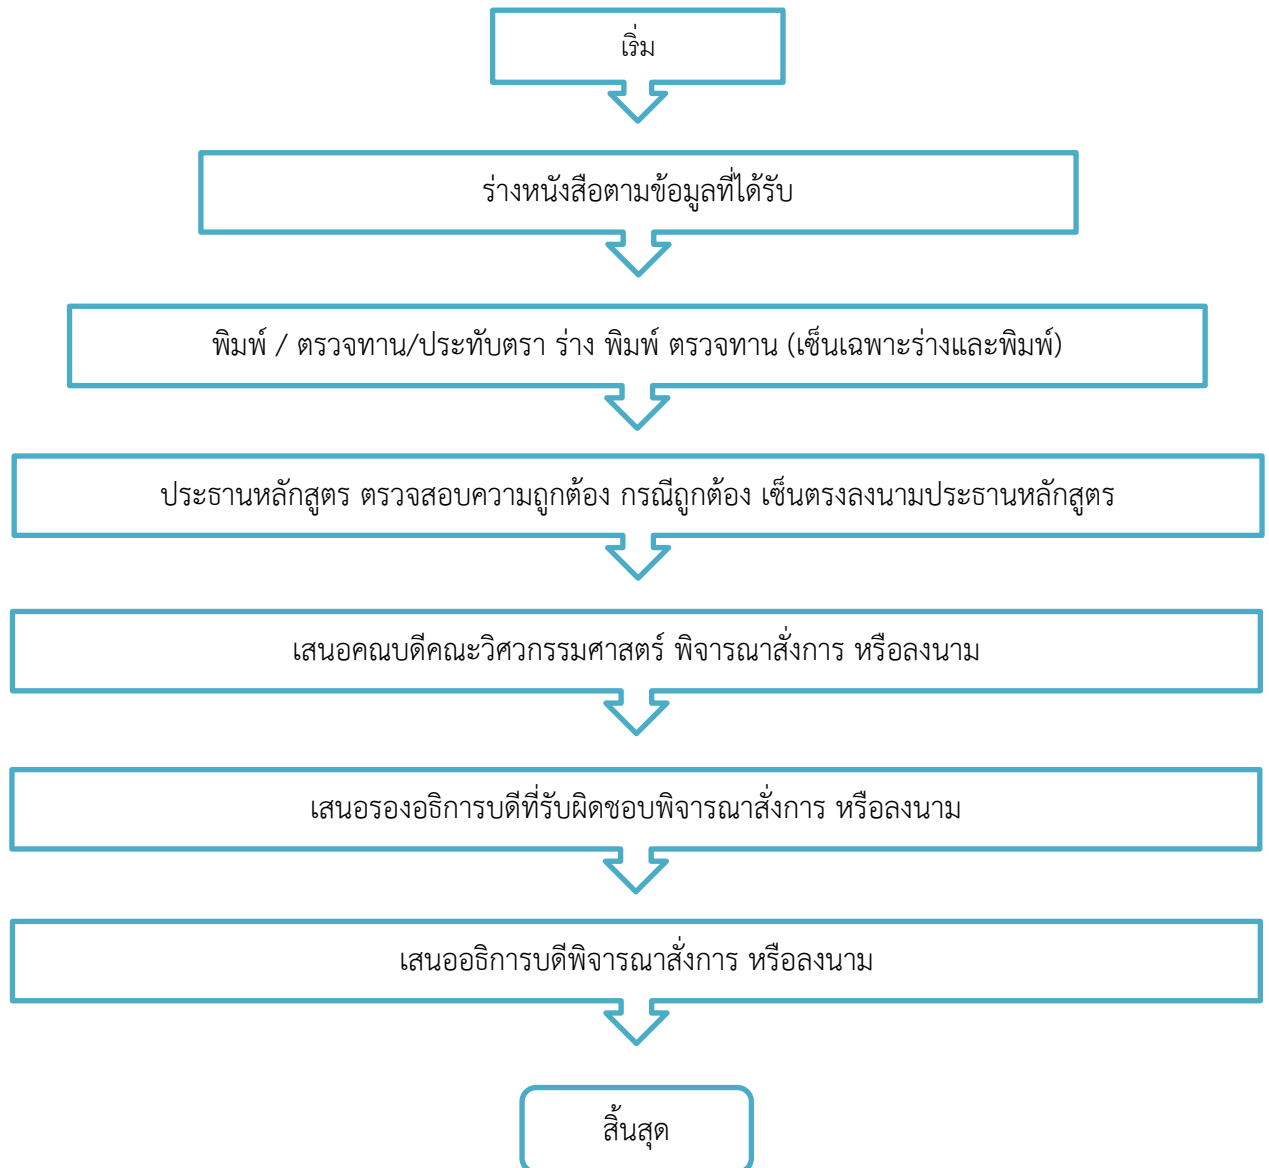 เริ่ม
ร่างหนังสือตามข้อมูลที่ได้รับ
พิมพ์ / ตรวจทาน/ประทับตรา ร่าง พิมพ์ ตรวจทาน (เซ็นเฉพาะร่างและพิมพ์)
ประธานหลักสูตร ตรวจสอบความถูกต้อง กรณีถูกต้อง เซ็นตรงลงนามประธานหลักสูตร
เสนอคณบดีคณะวิศวกรรมศาสตร์ พิจารณาสั่งการ หรือลงนาม
เสนอรองอธิการบดีที่รับผิดชอบพิจารณาสั่งการ หรือลงนาม
เสนออธิการบดีพิจารณาสั่งการ หรือลงนาม
สิ้นสุด